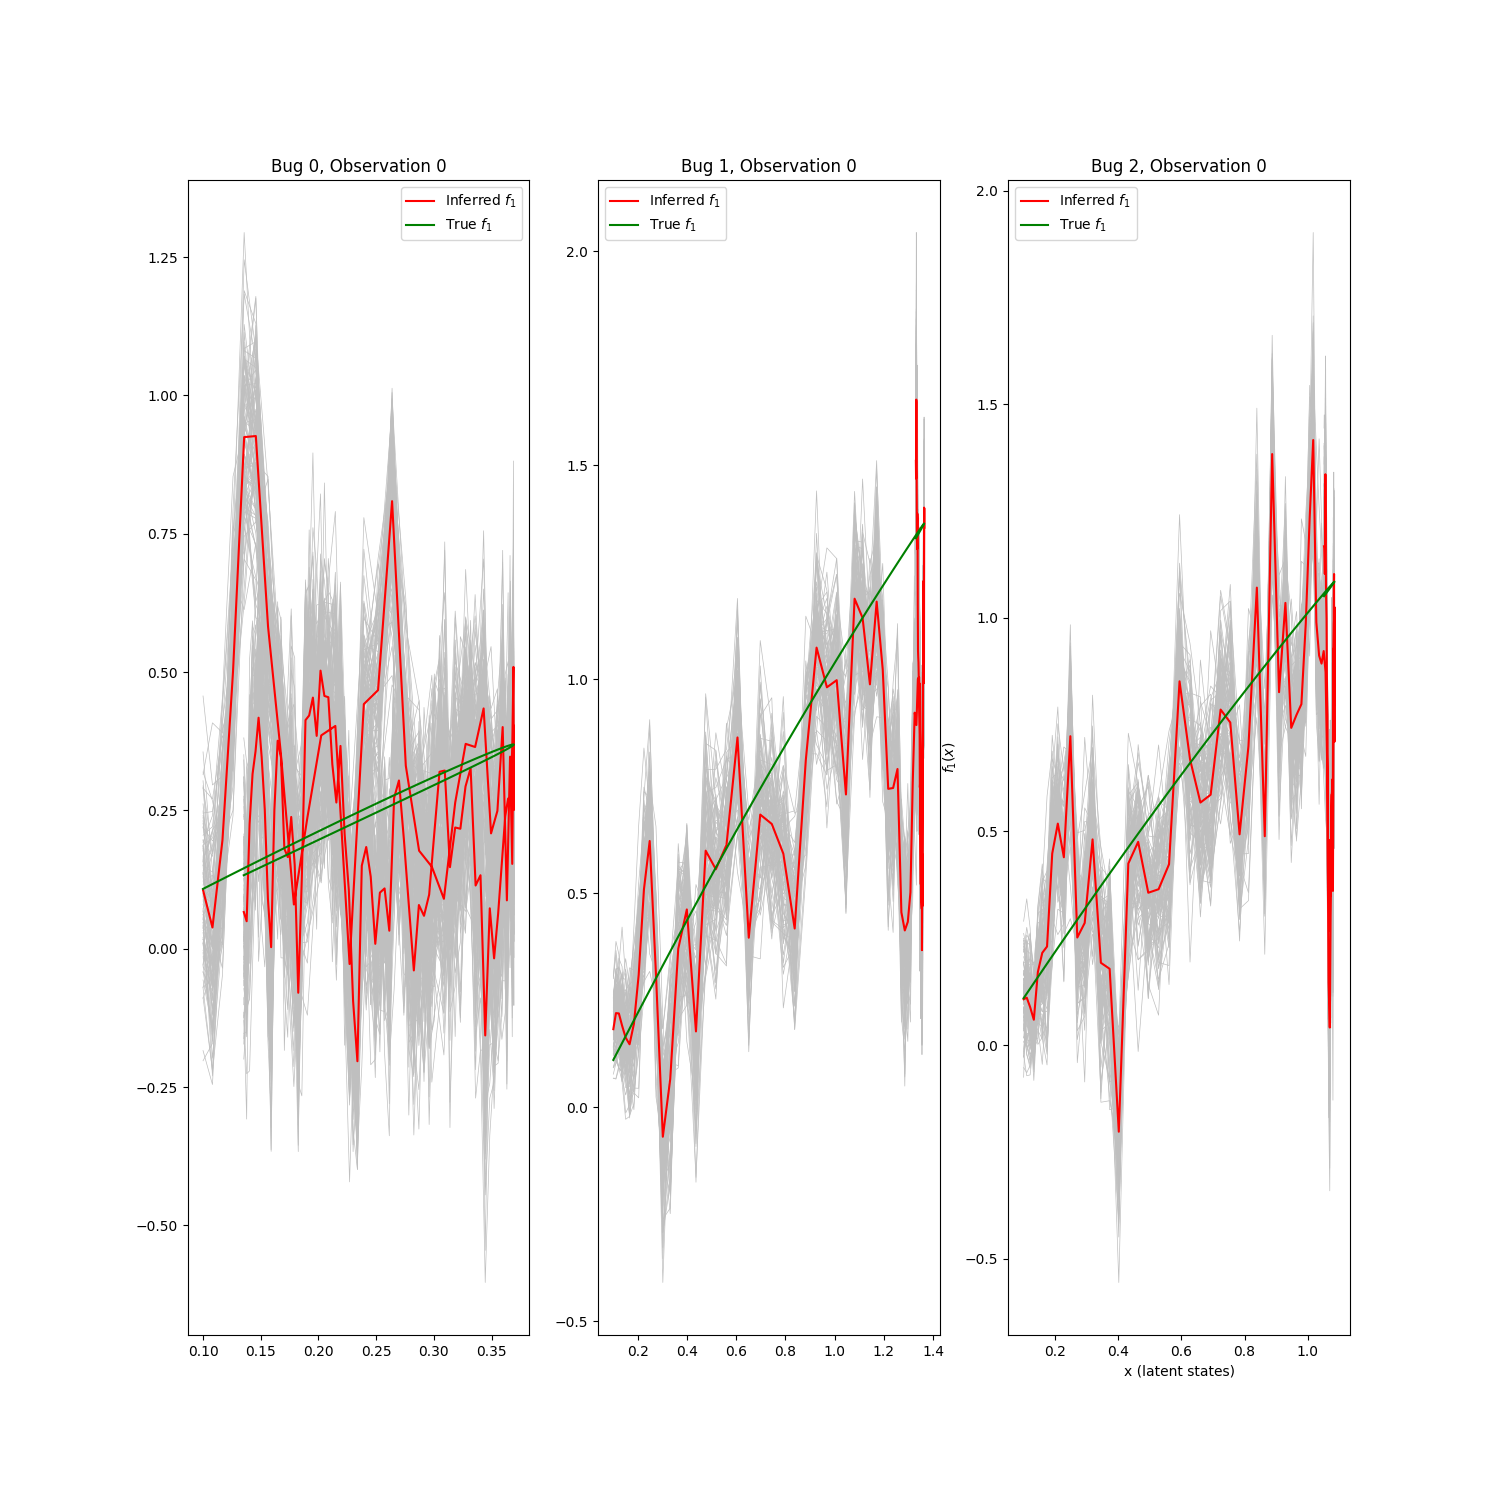 Bug 0, Observation 0
Inferred f₁
True f₁
1.25
1.00
0.75
0.50
0.25
0.00
−0.25
−0.50
0.10 0.15 0.20 0.25 0.30 0.35
Bug 1, Observation 0
Inferred f₁
True f₁
2.0
1.5
1.0
0.5
0.0
−0.5
0.2 0.4 0.6 0.8 1.0 1.2 1.4
Bug 2, Observation 0
Inferred f₁
True f₁
f₁(x)
2.0
1.5
1.0
0.5
0.0
−0.5
0.2 0.4 0.6 0.8 1.0
x (latent states)